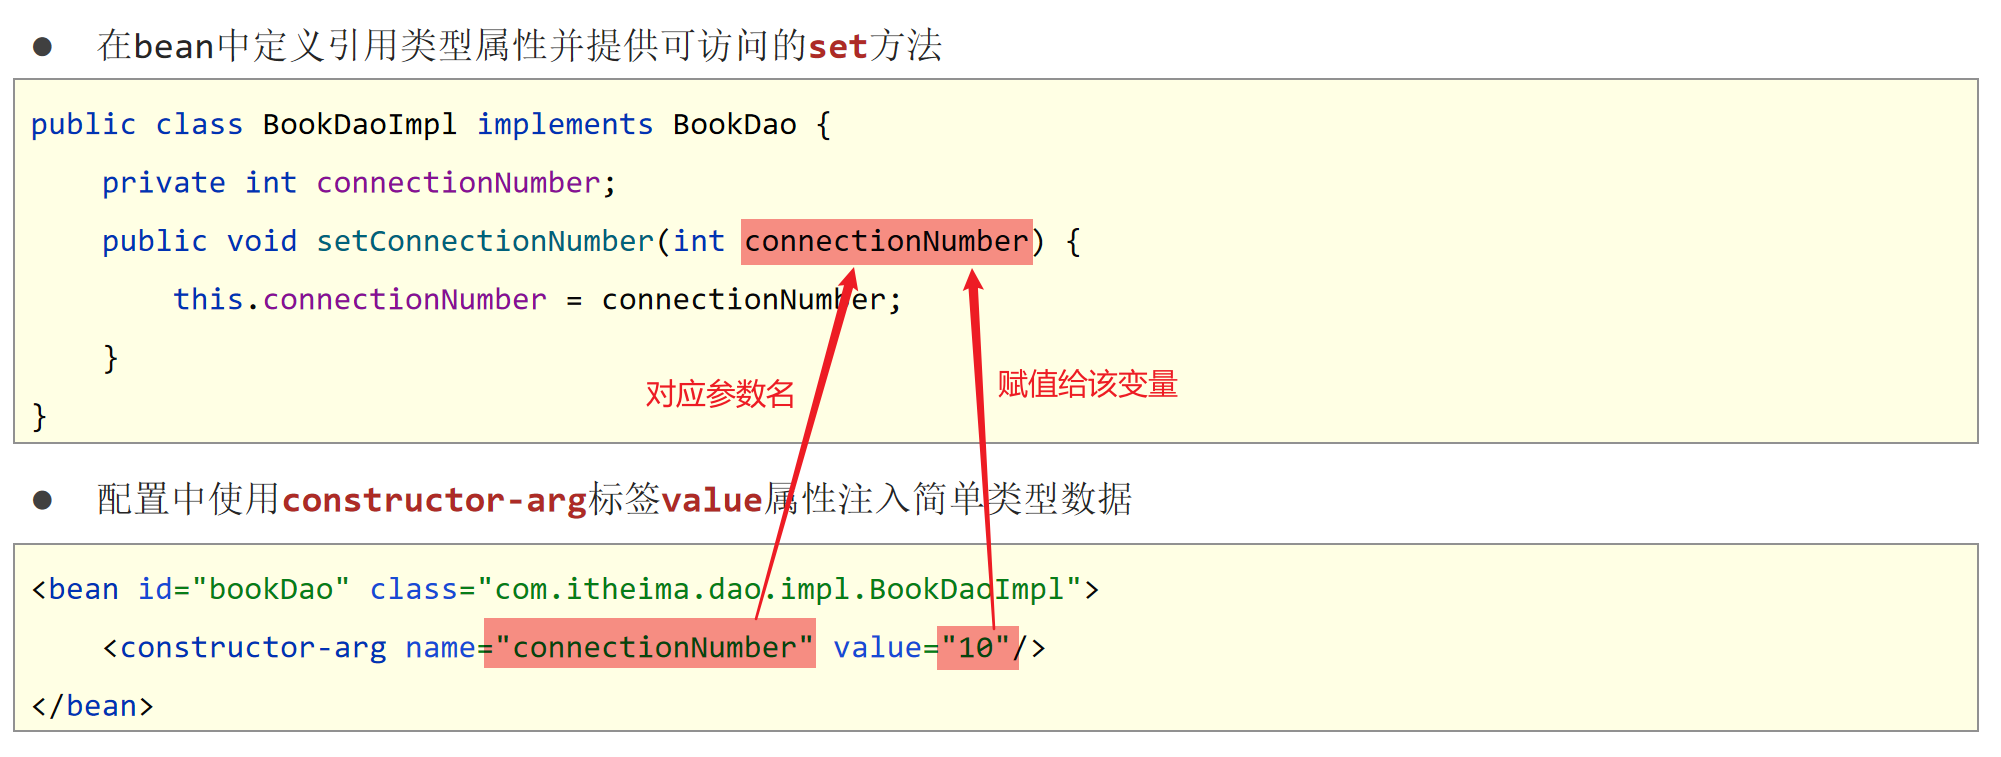 ● 在bean中定义引用类型属性并提供可访问的set方法
public class BookDaoImpl implements BookDao {
    private int connectionNumber;
    public void setConnectionNumber(int connectionNumber) {
        this.connectionNumber = connectionNumber;
    }
对应参数名
赋值给该变量
}
● 配置中使用constructor-arg标签value属性注入简单类型数据
<bean id="bookDao" class="com.itheima.dao.impl.BookDaoImpl">
    <constructor-arg name="connectionNumber" value="10"/>
</bean>